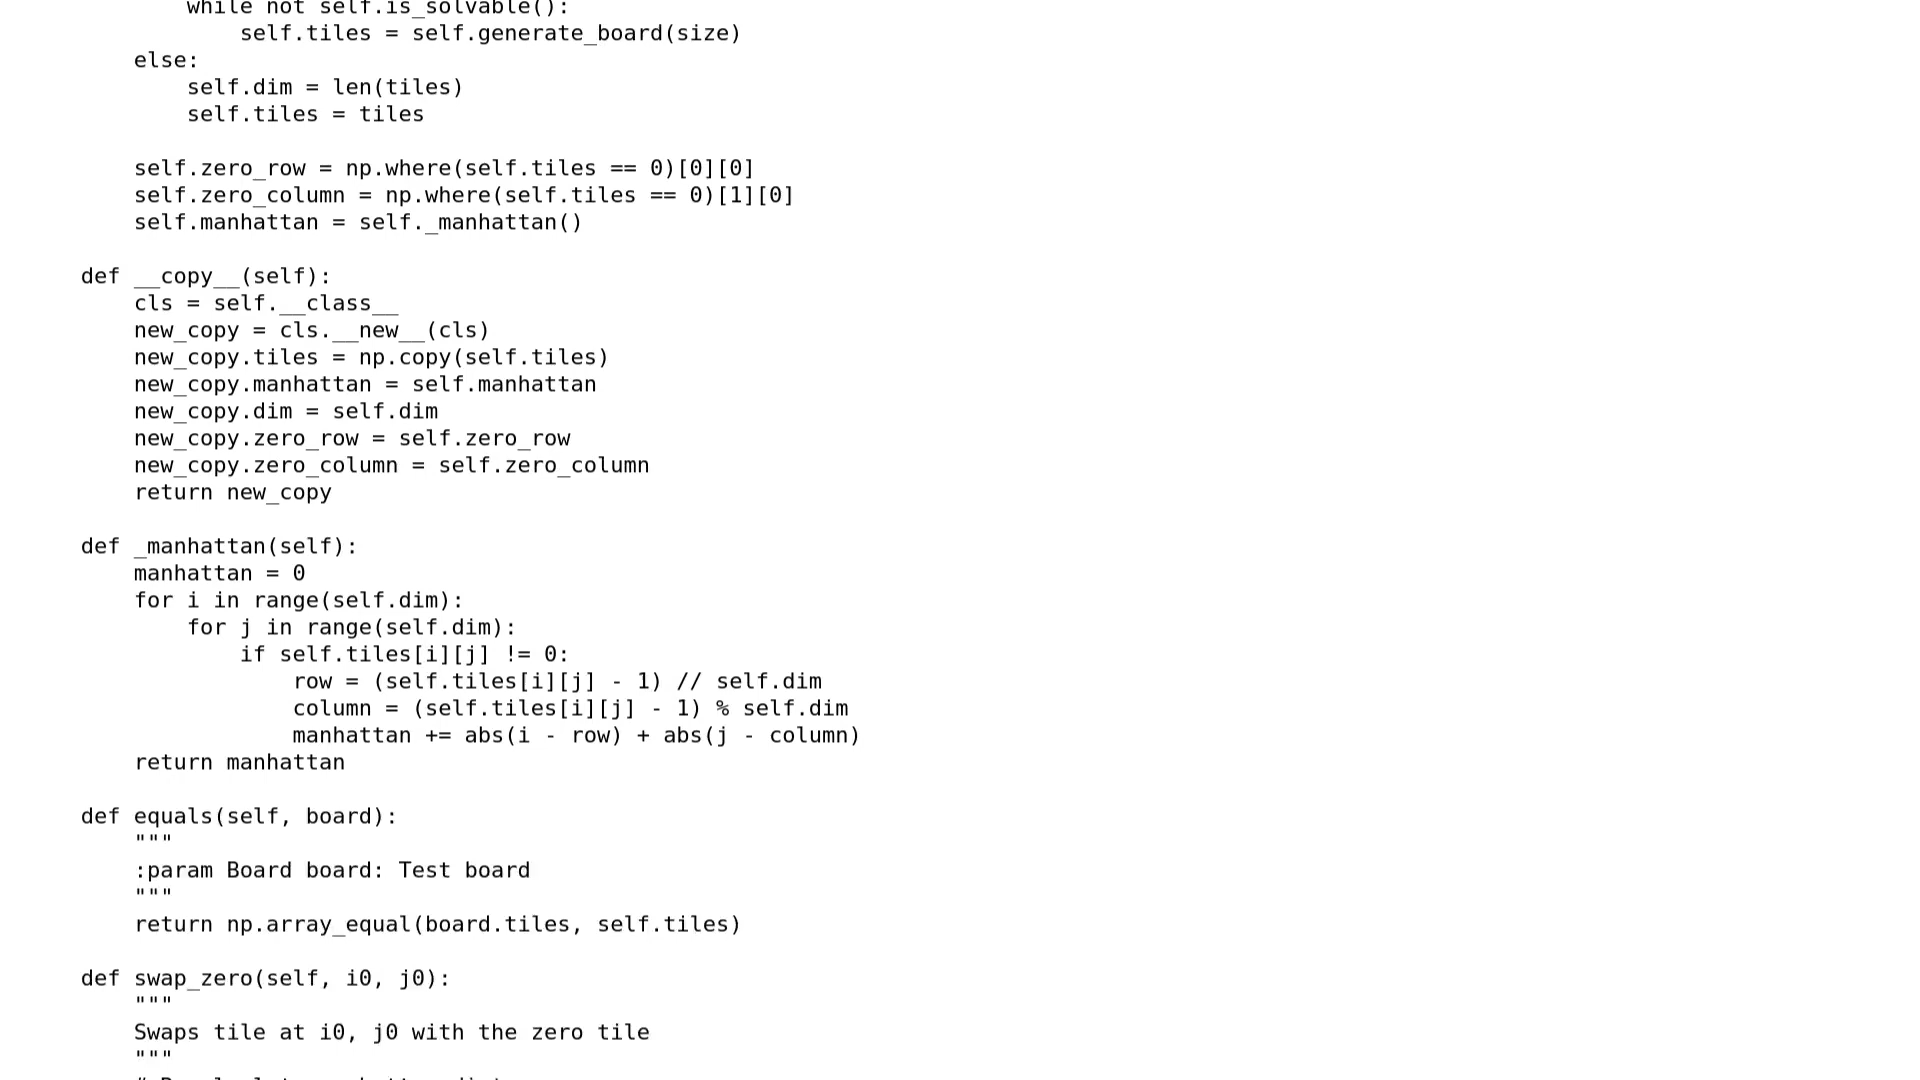 while not self.is_solvable():
            self.tiles = self.generate_board(size)
    else:
        self.dim = len(tiles)
        self.tiles = tiles

    self.zero_row = np.where(self.tiles == 0)[0][0]
    self.zero_column = np.where(self.tiles == 0)[1][0]
    self.manhattan = self._manhattan()

def __copy__(self):
    cls = self.__class__
    new_copy = cls.__new__(cls)
    new_copy.tiles = np.copy(self.tiles)
    new_copy.manhattan = self.manhattan
    new_copy.dim = self.dim
    new_copy.zero_row = self.zero_row
    new_copy.zero_column = self.zero_column
    return new_copy

def _manhattan(self):
    manhattan = 0
    for i in range(self.dim):
        for j in range(self.dim):
            if self.tiles[i][j] != 0:
                row = (self.tiles[i][j] - 1) // self.dim
                column = (self.tiles[i][j] - 1) % self.dim
                manhattan += abs(i - row) + abs(j - column)
    return manhattan

def equals(self, board):
    """
    :param Board board: Test board
    """
    return np.array_equal(board.tiles, self.tiles)

def swap_zero(self, i0, j0):
    """
    Swaps tile at i0, j0 with the zero tile
    """